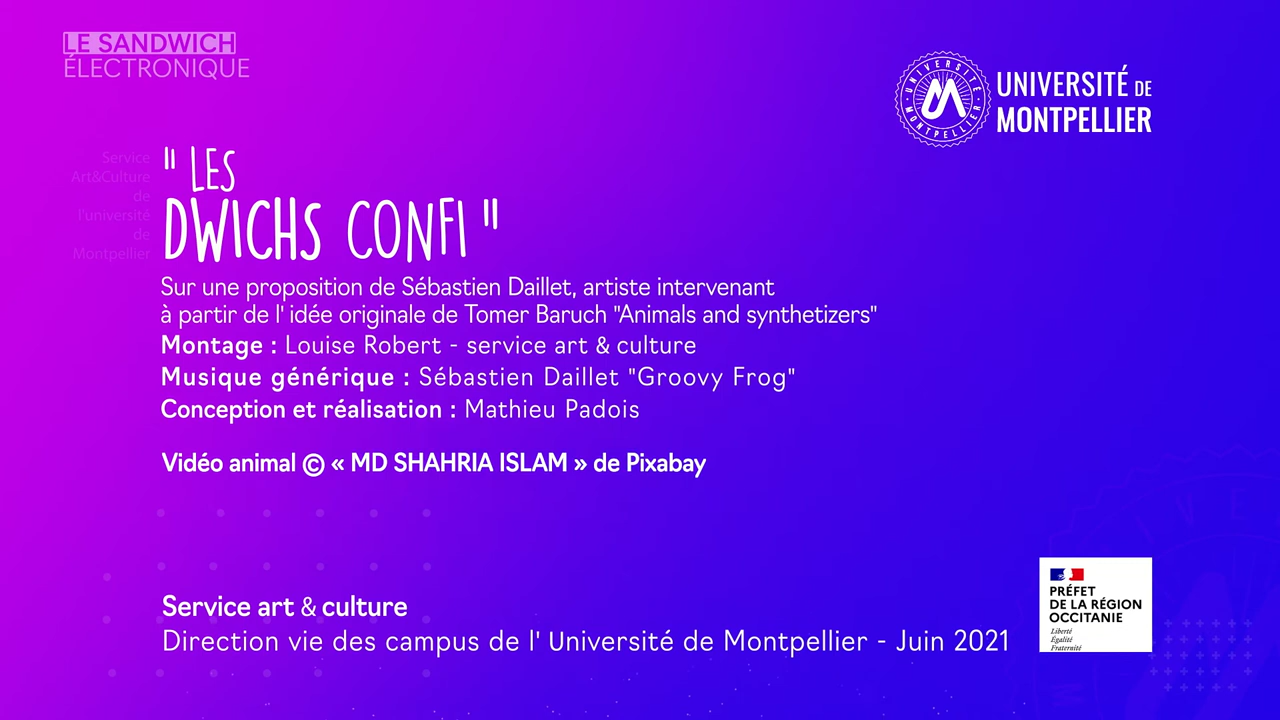 LE SANDWICH
ÉLECTRONIQUE
UNIVERSITÉ DE
MONTPELLIER
UNIVERSITÉ
MONTPELLIER
Service
Art&Culture
de
l'université
de
Montpellier
" LES
DWICHS CONFI "
Sur une proposition de Sébastien Daillet, artiste intervenant
à partir de l' idée originale de Tomer Baruch "Animals and synthetizers"
Montage : Louise Robert - service art & culture
Musique générique : Sébastien Daillet "Groovy Frog"
Conception et réalisation : Mathieu Padois
Vidéo animal © « MD SHAHRIA ISLAM » de Pixabay
Service art & culture
Direction vie des campus de l' Université de Montpellier - Juin 2021
PRÉFET
DE LA RÉGION
OCCITANIE
Liberté
Égalité
Fraternité